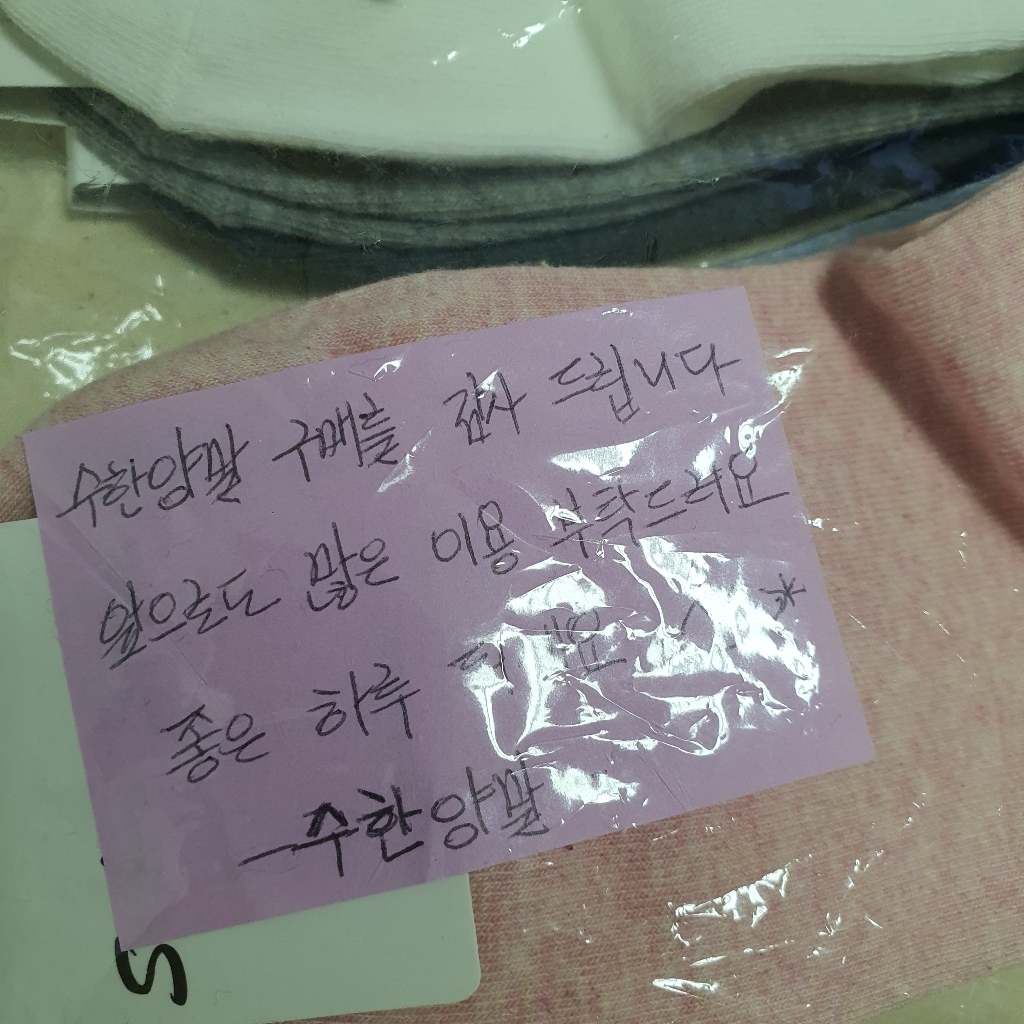 수한양말 구매를 감사 드립니다
앞으로도 많은 이용 부탁드려요
좋은 하루
-수한양말
S